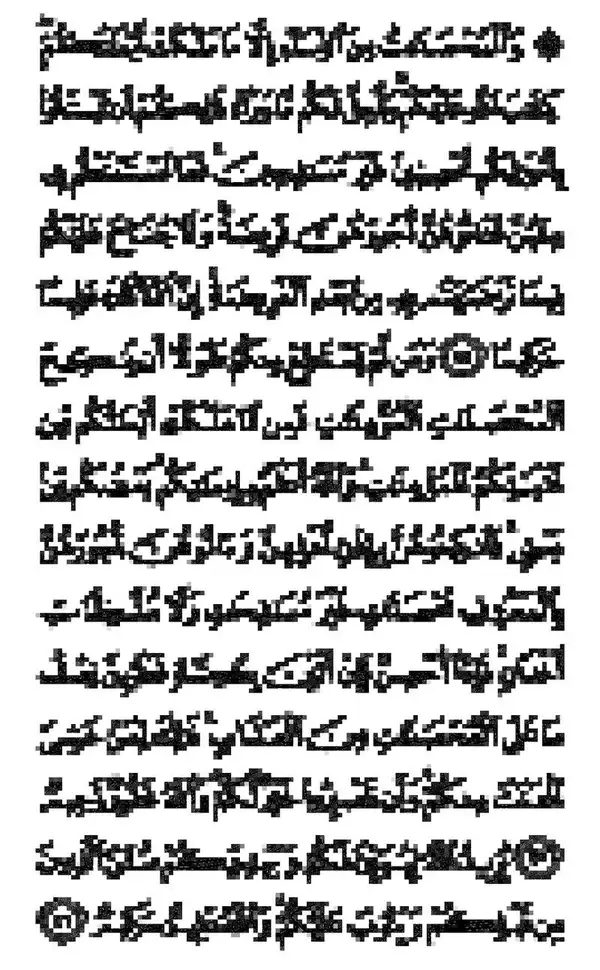 ۞ والمحصنات من النساء إلا ما ملكت أيمانكم
كتاب الله عليكم وأحل لكم ما وراء ذلكم أن تبتغوا
بأموالكم محصنين غير مسافحين فما استمتعتم
به منهن فآتوهن أجورهن فريضة ولا جناح عليكم
فيما تراضيتم به من بعد الفريضة إن الله كان عليما
حكيما ومن لم يستطع منكم طولا أن ينكح
المحصنات المؤمنات فمن ما ملكت أيمانكم من
فتياتكم المؤمنات والله أعلم بإيمانكم بعضكم من
بعض فانكحوهن بإذن أهلهن وآتوهن أجورهن
بالمعروف محصنات غير مسافحات ولا متخذات
أخدان فإذا أحصن فإن أتين بفاحشة فعليهن نصف
ما على المحصنات من العذاب ذلك لمن خشي
العنت منكم وأن تصبروا خير لكم والله غفور رحيم
يريد الله ليبين لكم ويهديكم سنن الذين
من قبلكم ويتوب عليكم والله عليم حكيم